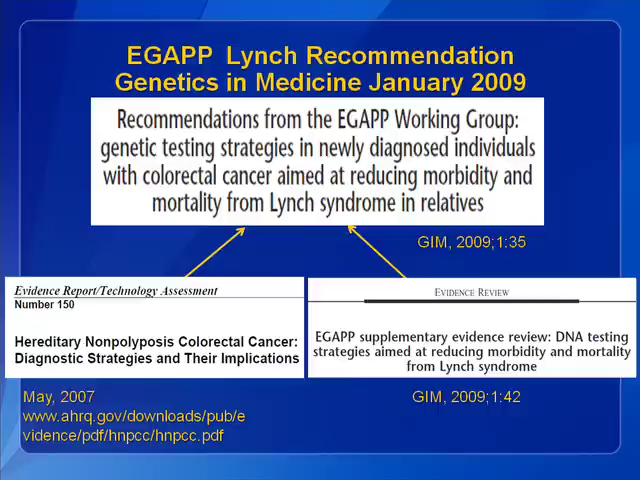 EGAPP Lynch Recommendation
Genetics in Medicine January 2009
Recommendations from the EGAPP Working Group:
genetic testing strategies in newly diagnosed individuals
with colorectal cancer aimed at reducing morbidity and
mortality from Lynch syndrome in relatives
GIM, 2009;1:35
Evidence Report/Technology Assessment
Number 150
Hereditary Nonpolyposis Colorectal Cancer:
Diagnostic Strategies and Their Implications
EVIDENCE REVIEW
EGAPP supplementary evidence review: DNA testing
strategies aimed at reducing morbidity and mortality
from Lynch syndrome
May, 2007
www.ahrq.gov/downloads/pub/e
vidence/pdf/hnpcc/hnpcc.pdf
GIM, 2009;1:42